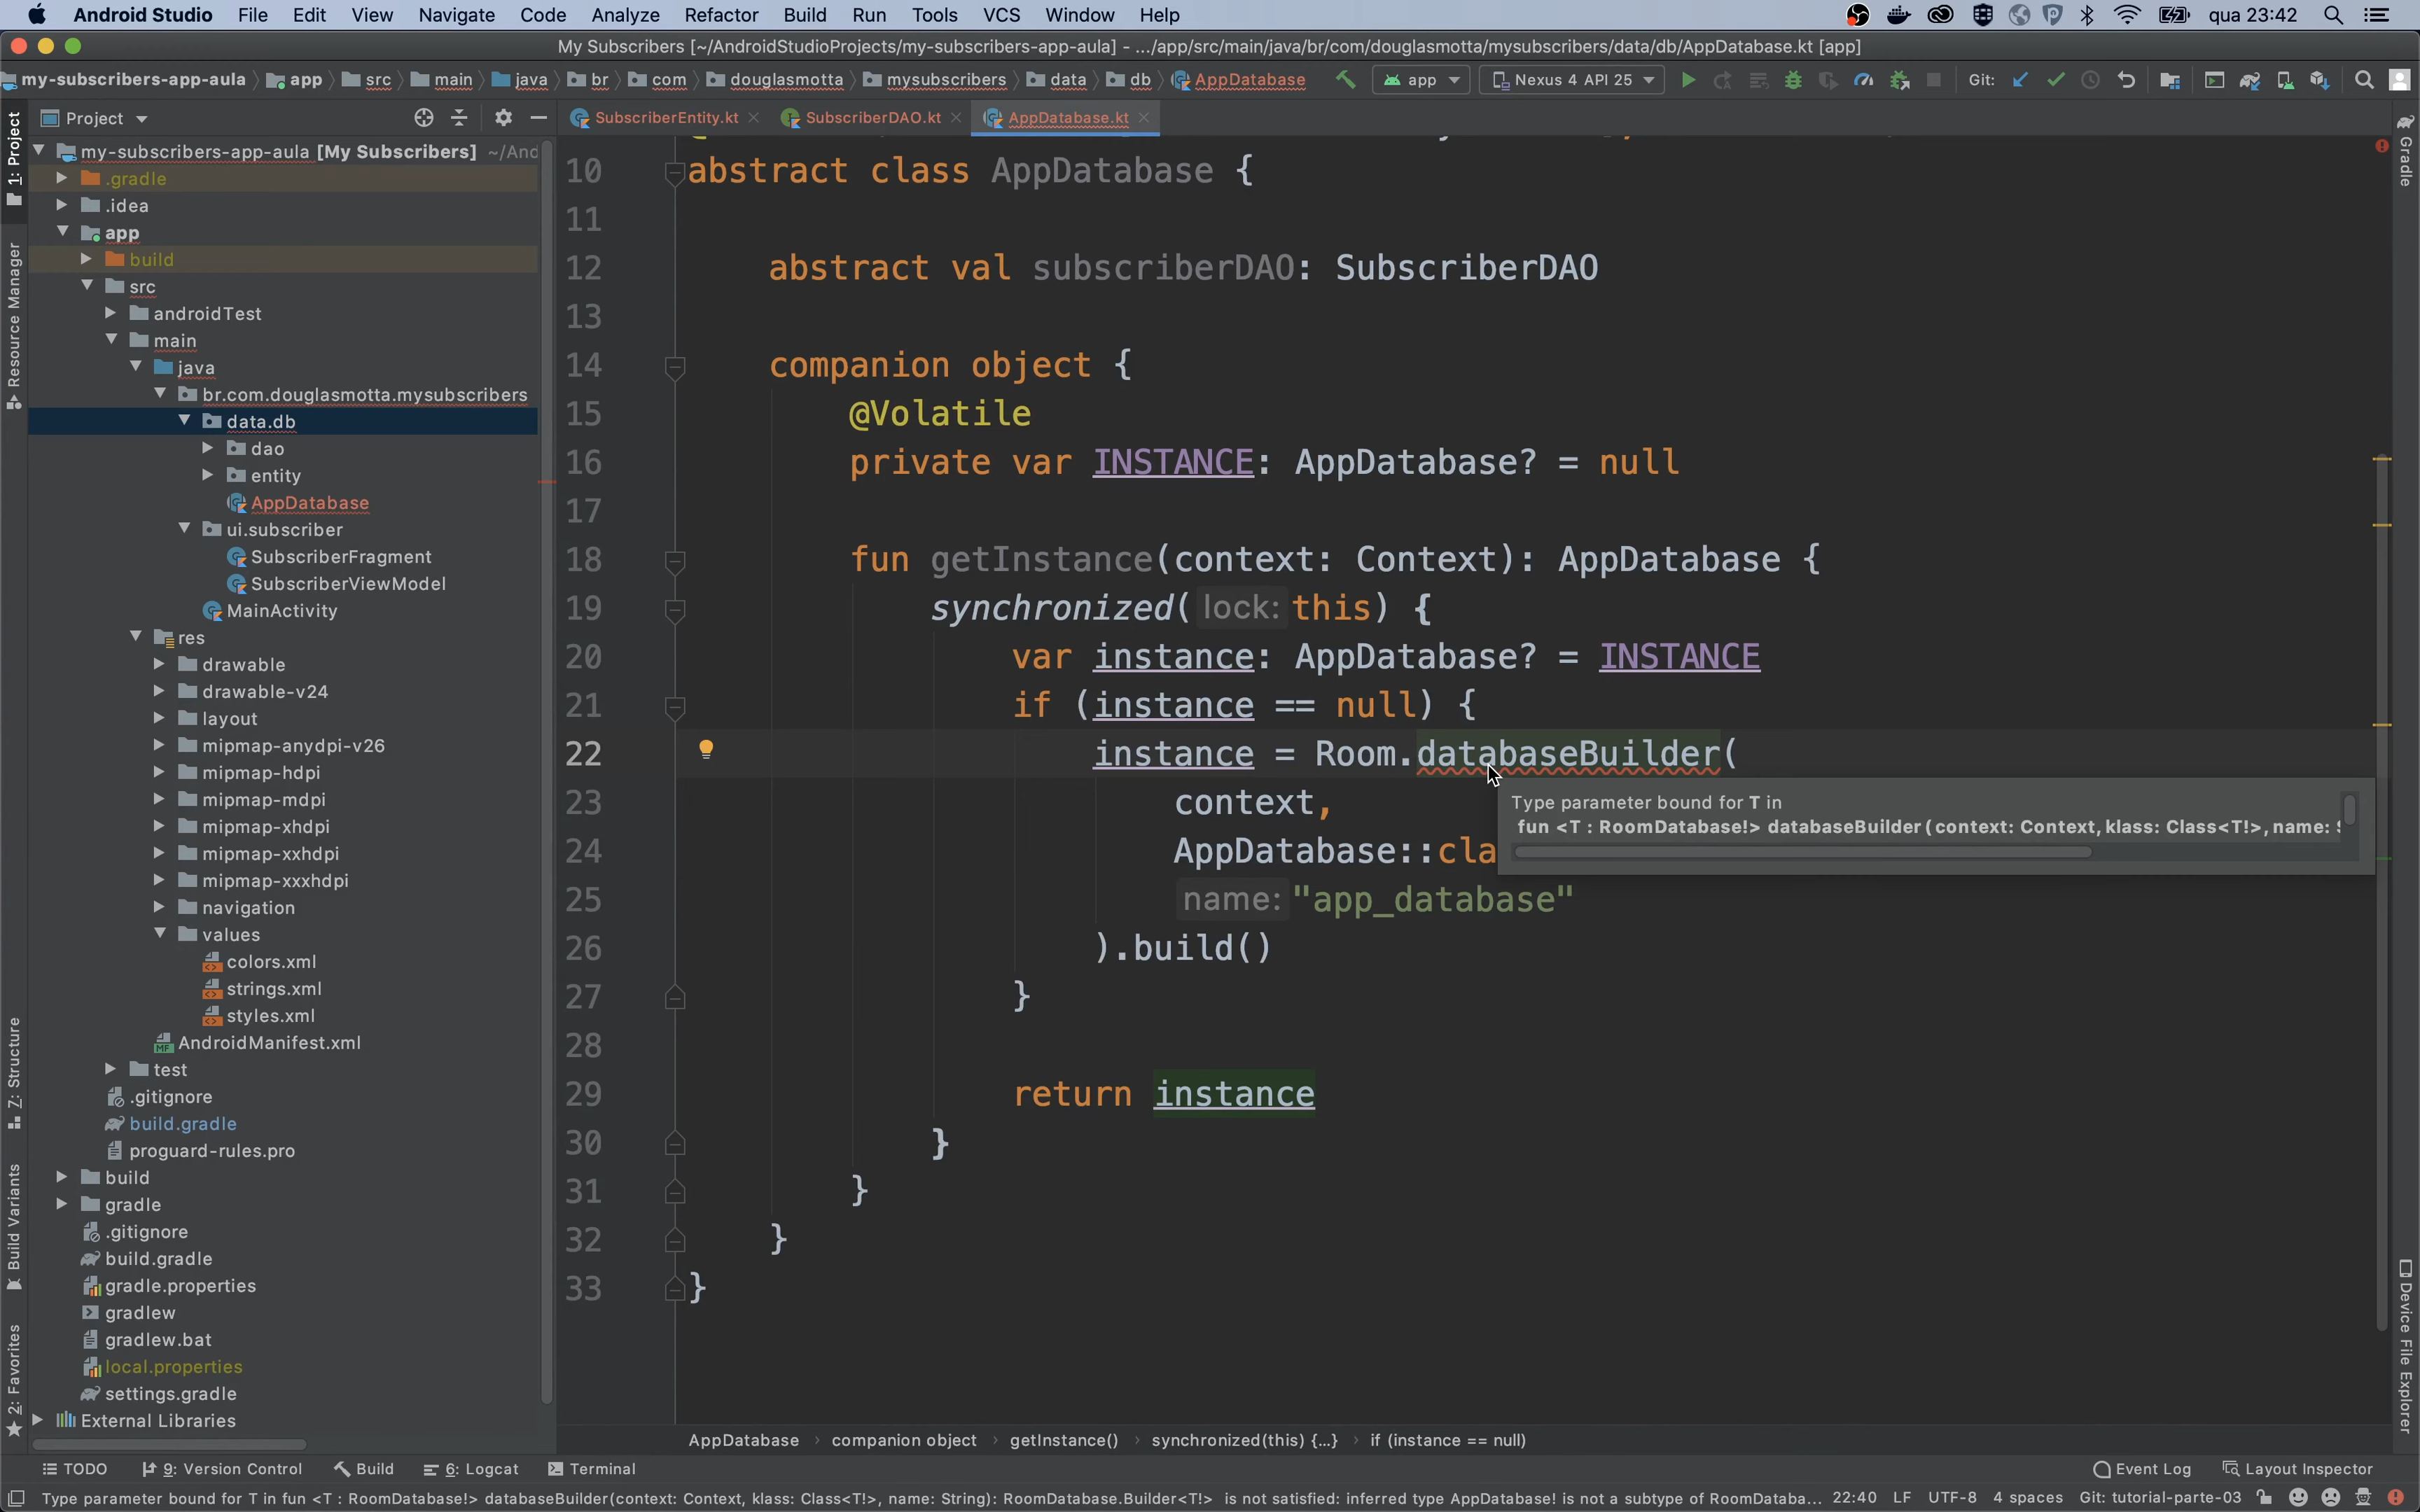 Android Studio File Edit View Navigate Code Analyze Refactor Build Run Tools VCS Window Help qua 23:42
My Subscribers [~/AndroidStudioProjects/my-subscribers-app-aula] - .../app/src/main/java/br/com/douglasmotta/mysubscribers/data/db/AppDatabase.kt [app]
my-subscribers-app-aula app src main java br com douglasmotta mysubscribers data db AppDatabase app Nexus 4 API 25 Git:
Project
SubscriberEntity.kt SubscriberDAO.kt AppDatabase.kt
1: Project
Resource Manager
Z: Structure
Build Variants
2: Favorites
my-subscribers-app-aula [My Subscribers] ~/And
.gradle
.idea
app
build
src
androidTest
main
java
br.com.douglasmotta.mysubscribers
data.db
dao
entity
AppDatabase
ui.subscriber
SubscriberFragment
SubscriberViewModel
MainActivity
res
drawable
drawable-v24
layout
mipmap-anydpi-v26
mipmap-hdpi
mipmap-mdpi
mipmap-xhdpi
mipmap-xxhdpi
mipmap-xxxhdpi
navigation
values
colors.xml
strings.xml
styles.xml
AndroidManifest.xml
test
.gitignore
build.gradle
proguard-rules.pro
build
gradle
.gitignore
build.gradle
gradle.properties
gradlew
gradlew.bat
local.properties
settings.gradle
External Libraries
10 abstract class AppDatabase {
11
12 abstract val subscriberDAO: SubscriberDAO
13
14 companion object {
15 @Volatile
16 private var INSTANCE: AppDatabase? = null
17
18 fun getInstance(context: Context): AppDatabase {
19 synchronized( lock: this) {
20 var instance: AppDatabase? = INSTANCE
21 if (instance == null) {
22 instance = Room.databaseBuilder(
23 context,
24 AppDatabase::cla
25 name: "app_database"
26 ).build()
27 }
28
29 return instance
30 }
31 }
32 }
33 }
Type parameter bound for T in
fun <T : RoomDatabase!> databaseBuilder(context: Context, klass: Class<T!>, name:
Gradle
Device File Explorer
AppDatabase companion object getInstance() synchronized(this) {...} if (instance == null)
TODO 9: Version Control Build 6: Logcat Terminal Event Log Layout Inspector
Type parameter bound for T in fun <T : RoomDatabase!> databaseBuilder(context: Context, klass: Class<T!>, name: String): RoomDatabase.Builder<T!> is not satisfied: inferred type AppDatabase! is not a subtype of RoomDataba... 22:40 LF UTF-8 4 spaces Git: tutorial-parte-03